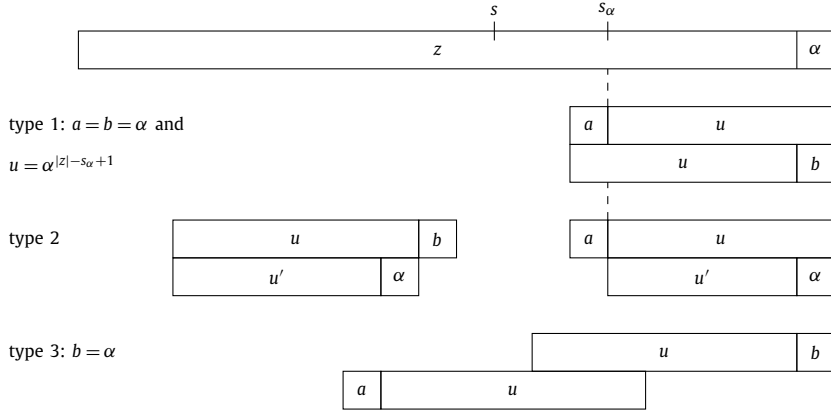 s s_α
z α
type 1: a = b = α and a u
u = α^{|z|−s_α+1} u b
type 2 u b a u
u′ α u′ α
type 3: b = α u b
a u